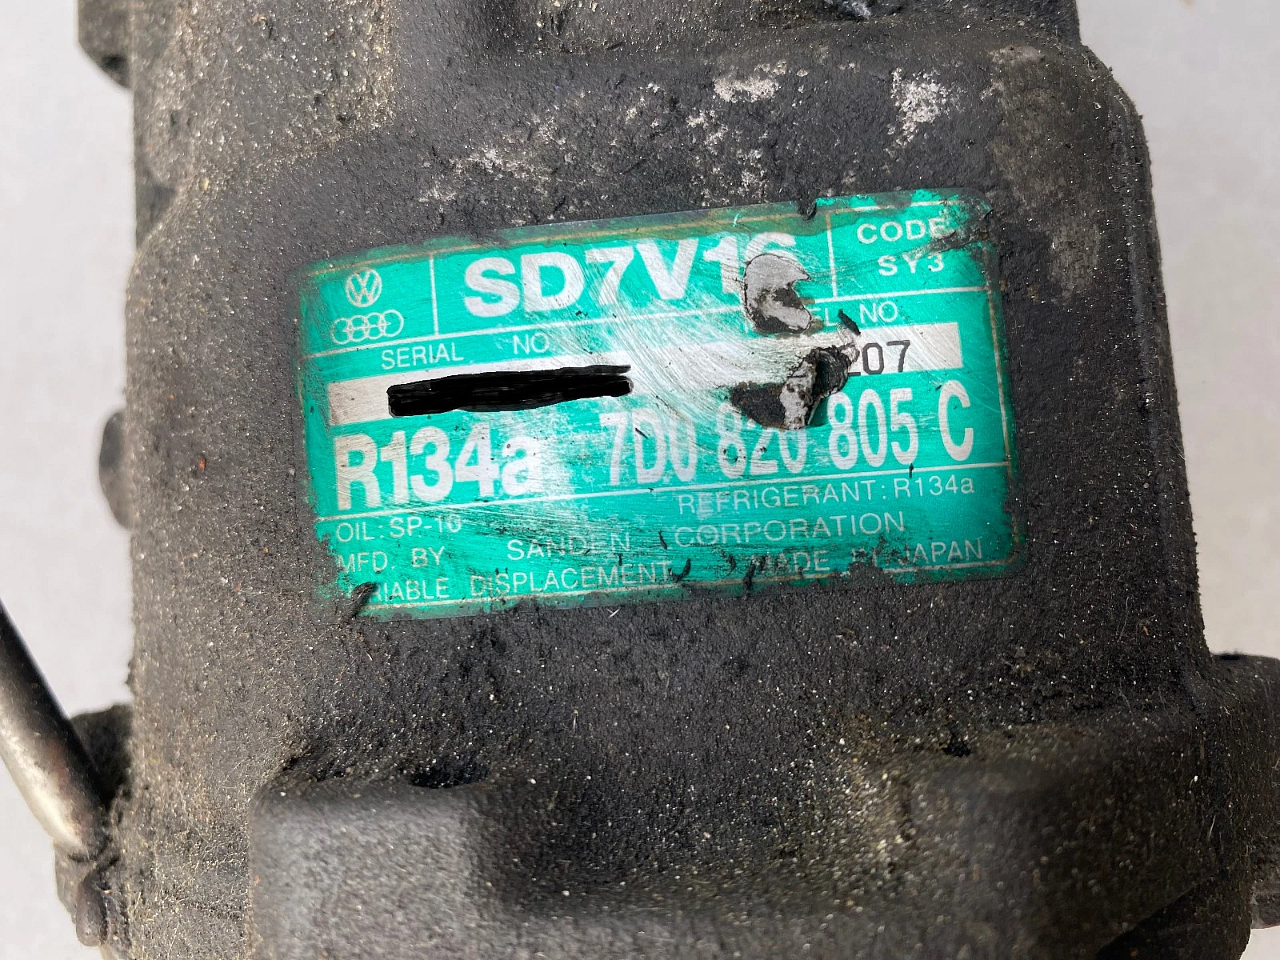 SD7V16
CODE
SY3
SERIAL NO
NO.
207
R134a 7D0 820 805 C
REFRIGERANT: R134a
OIL: SP-10
MFD. BY SANDEN CORPORATION
DISPLACEMENT MADE JAPAN